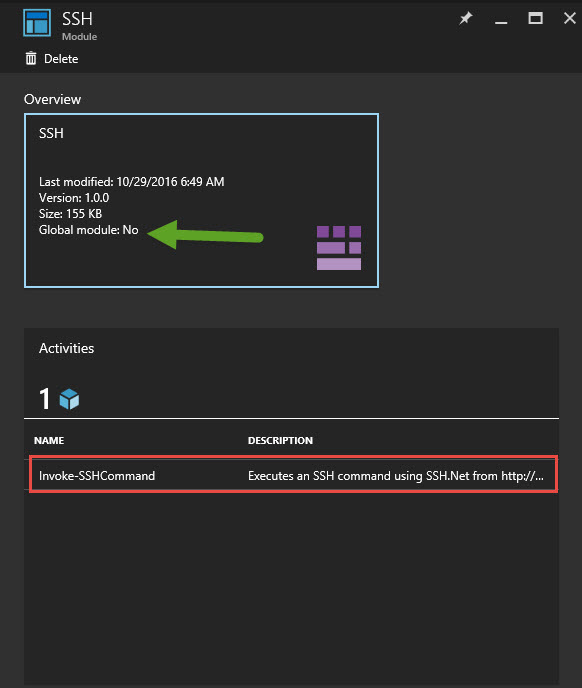 SSH
Module
Delete
Overview
SSH
Last modified: 10/29/2016 6:49 AM
Version: 1.0.0
Size: 155 KB
Global module: No
Activities
1
NAME DESCRIPTION
Invoke-SSHCommand Executes an SSH command using SSH.Net from http://...